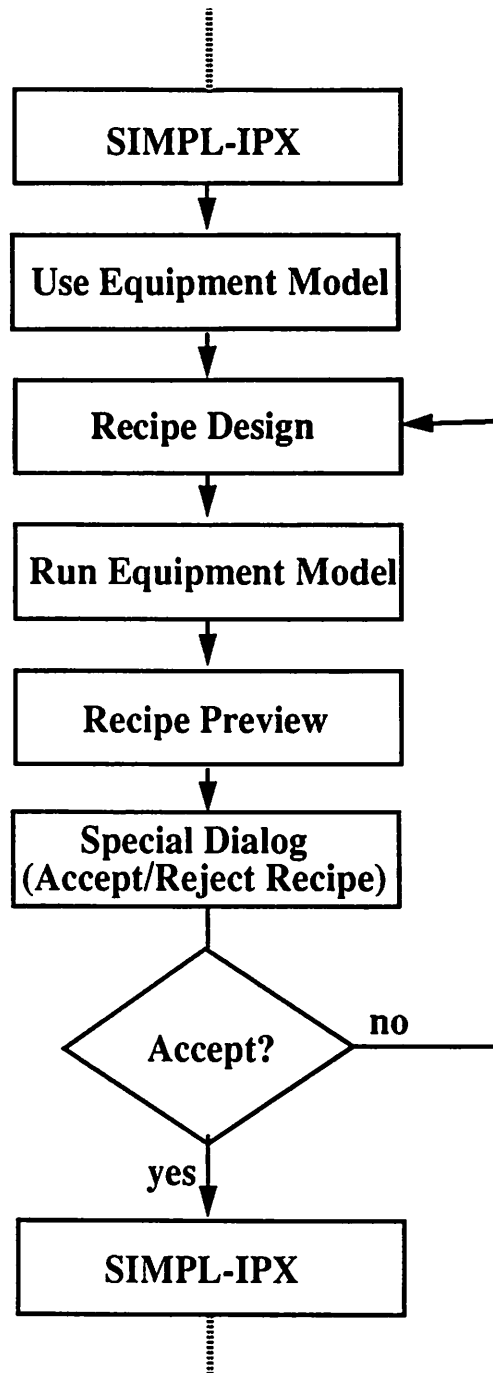 SIMPL-IPX
Use Equipment Model
Recipe Design
Run Equipment Model
Recipe Preview
Special Dialog
(Accept/Reject Recipe)
Accept?
no
yes
SIMPL-IPX